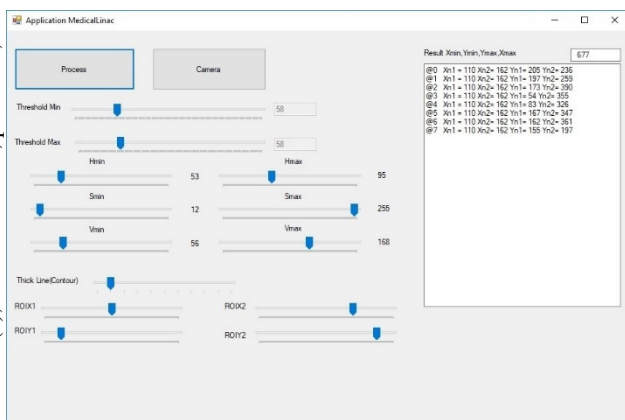 Application MedicalLinac
Process
Camera
Result Xmin,Ymin,Ymax,Xmax
677
Threshold Min
58
Threshold Max
58
Hmin
Hmax
53
95
Smin
Smax
12
255
Vmin
Vmax
56
168
Thick Line(Contour)
ROIX1
ROIX2
ROIY1
ROIY2
@0 Xn1 = 110 Xn2= 162 Yn1= 205 Yn2= 236
@1 Xn1 = 110 Xn2= 162 Yn1= 197 Yn2= 259
@2 Xn1 = 110 Xn2= 162 Yn1= 173 Yn2= 390
@3 Xn1 = 110 Xn2= 162 Yn1= 54 Yn2= 355
@4 Xn1 = 110 Xn2= 162 Yn1= 83 Yn2= 326
@5 Xn1 = 110 Xn2= 162 Yn1= 167 Yn2= 347
@6 Xn1 = 110 Xn2= 162 Yn1= 162 Yn2= 361
@7 Xn1 = 110 Xn2= 162 Yn1= 155 Yn2= 197